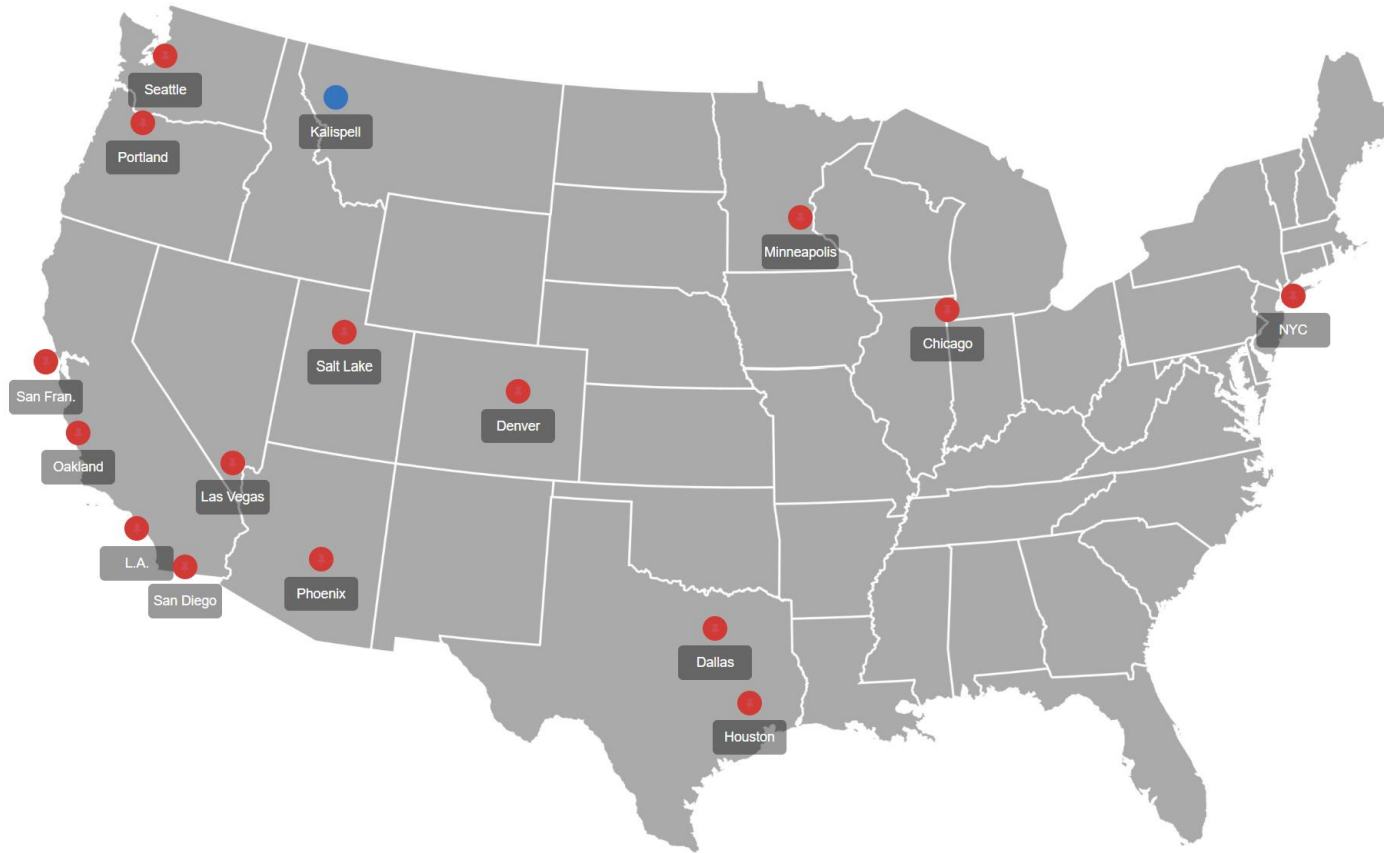 Seattle
Kalispell
Portland
Minneapolis
NYC
Chicago
Salt Lake
San Fran.
Denver
Oakland
Las Vegas
L.A.
Phoenix
San Diego
Dallas
Houston